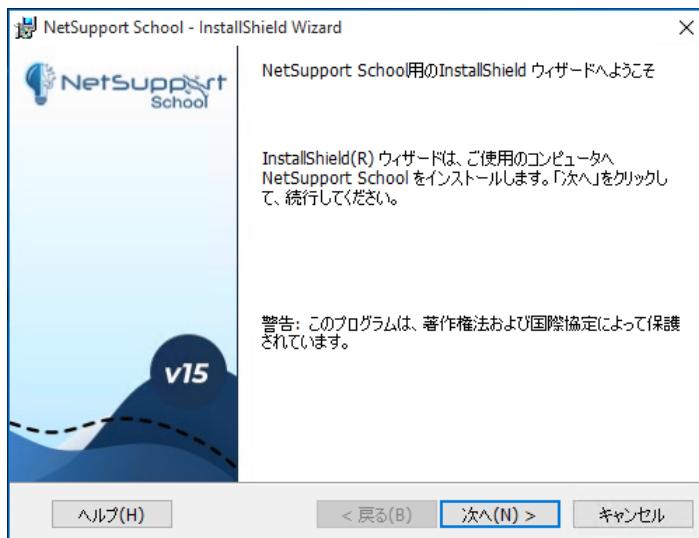 NetSupport School - InstallShield Wizard
NetSupport
School
NetSupport School用のInstallShield ウィザードへようこそ
InstallShield(R) ウィザードは、ご使用のコンピュータへ
NetSupport School をインストールします。「次へ」をクリックし
て、続行してください。
警告: このプログラムは、著作権法および国際協定によって保護
されています。
v15
ヘルプ(H)
< 戻る(B)
次へ(N) >
キャンセル